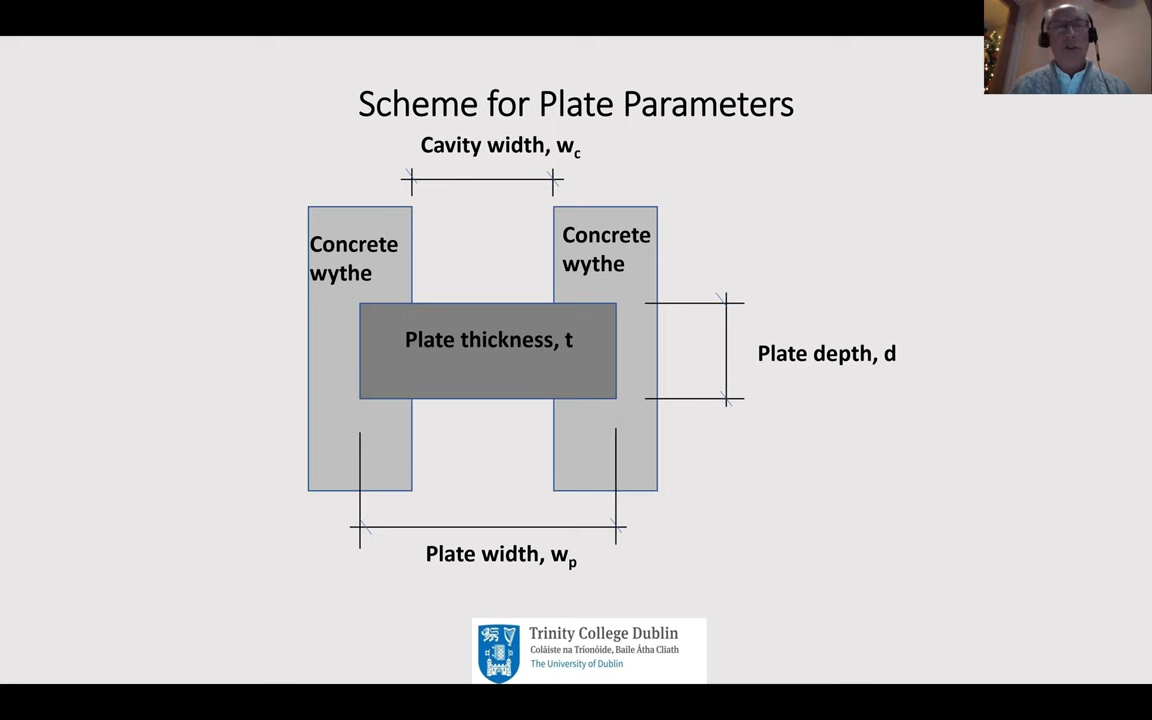 Scheme for Plate Parameters
Cavity width, wc
Concrete
wythe
Concrete
wythe
Plate thickness, t
Plate depth, d
Plate width, wp
Trinity College Dublin
Coláiste na Tríonóide, Baile Átha Cliath
The University of Dublin